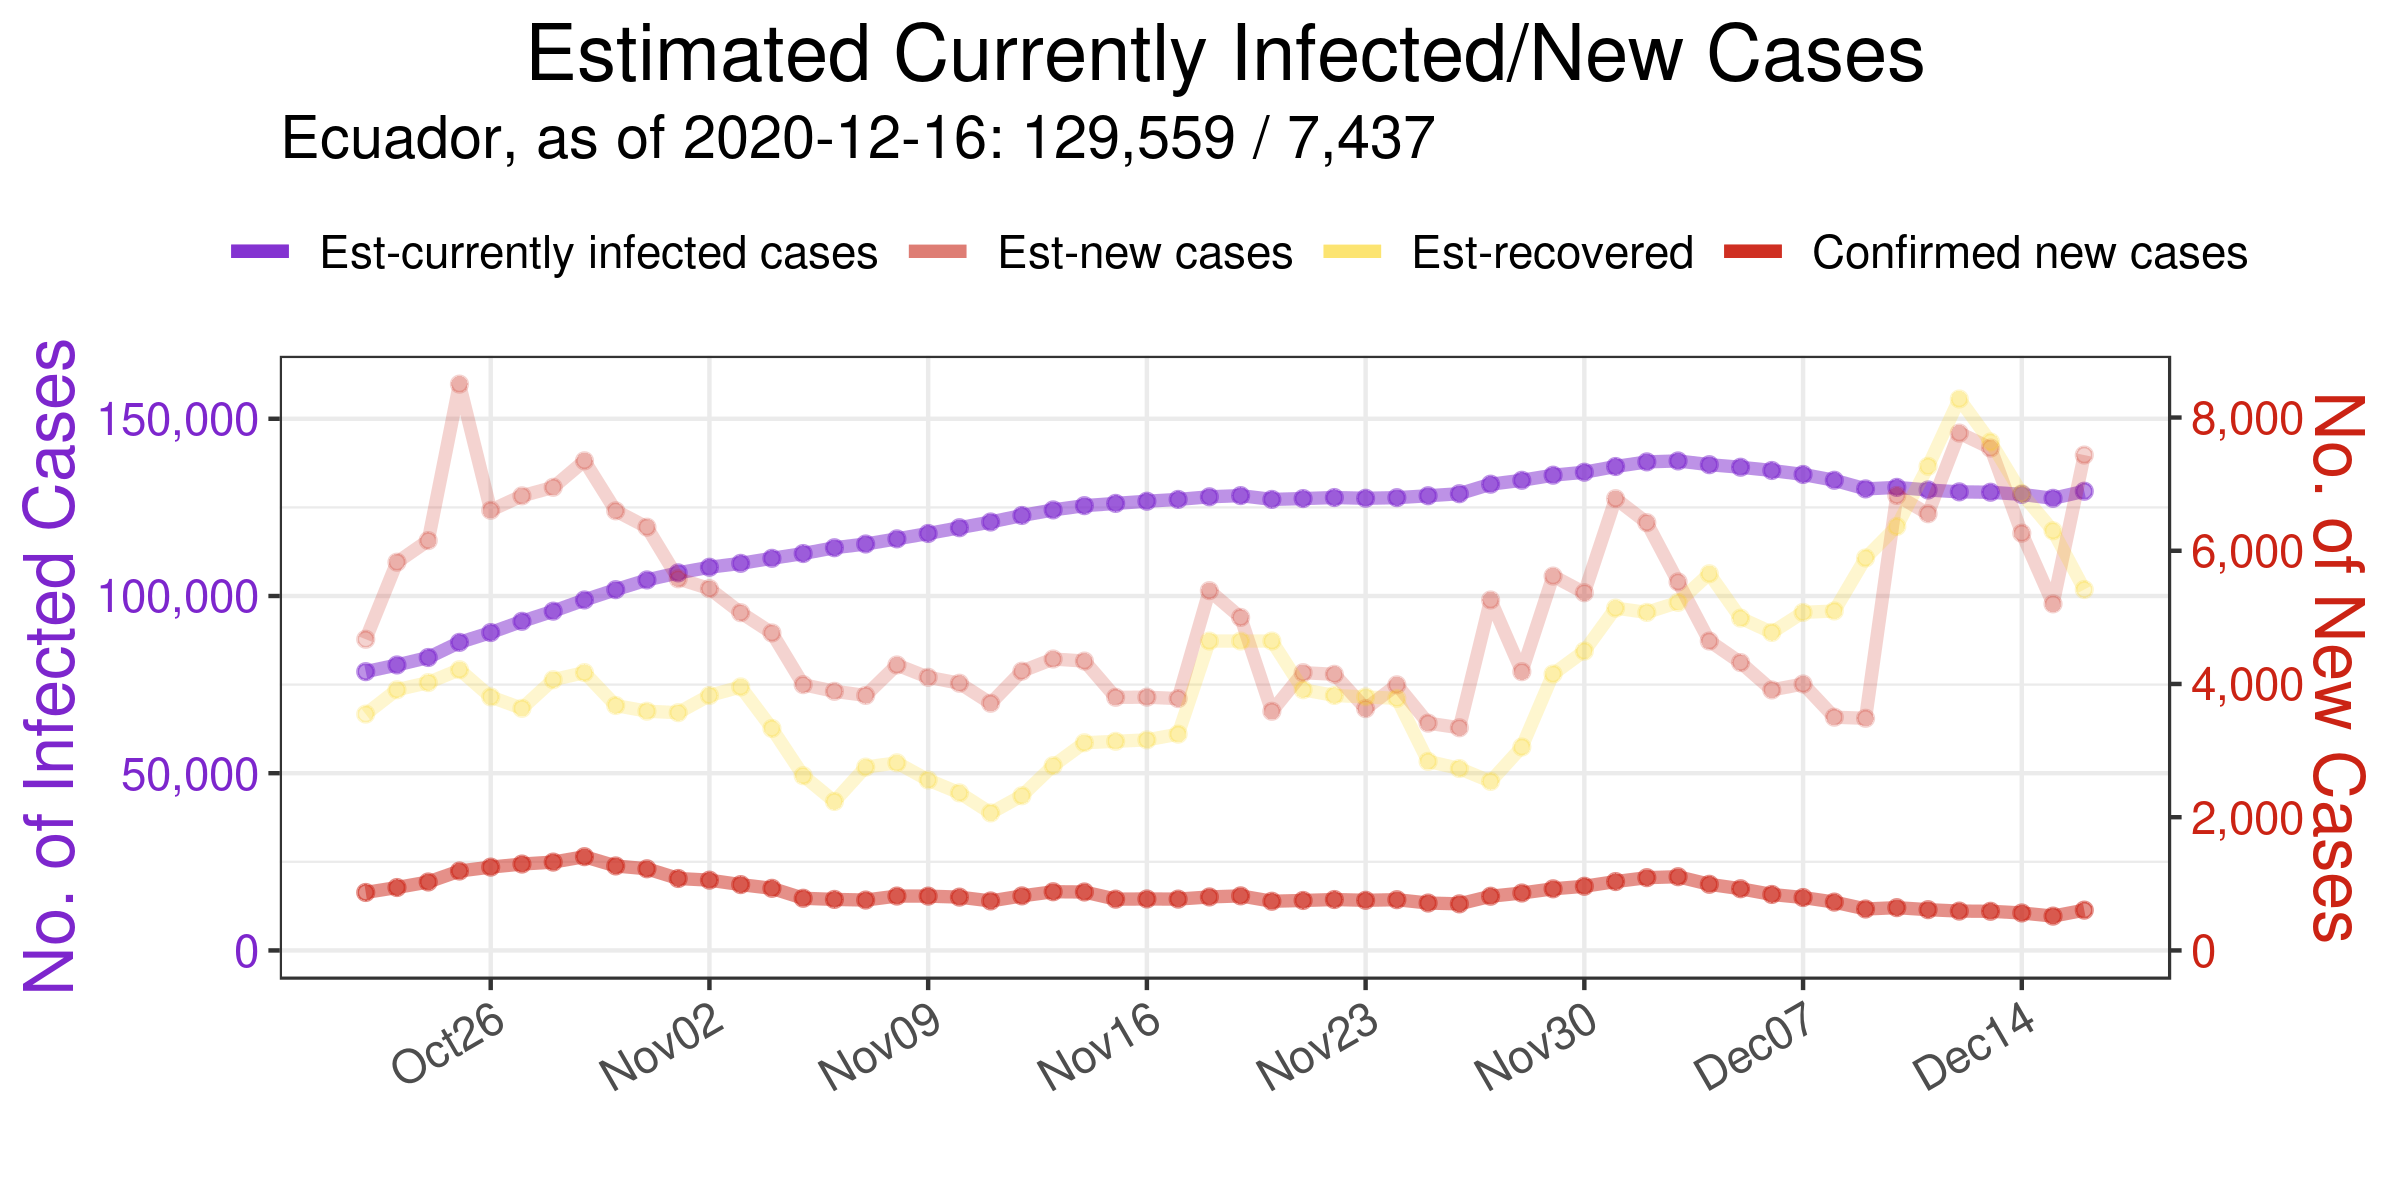 Estimated Currently Infected/New Cases
Ecuador, as of 2020-12-16: 129,559 / 7,437
Est-currently infected cases
Est-new cases
Est-recovered
Confirmed new cases
No. of Infected Cases
150,000
100,000
50,000
0
8,000
6,000
4,000
2,000
0
No. of New Cases
Oct26
Nov02
Nov09
Nov16
Nov23
Nov30
Dec07
Dec14